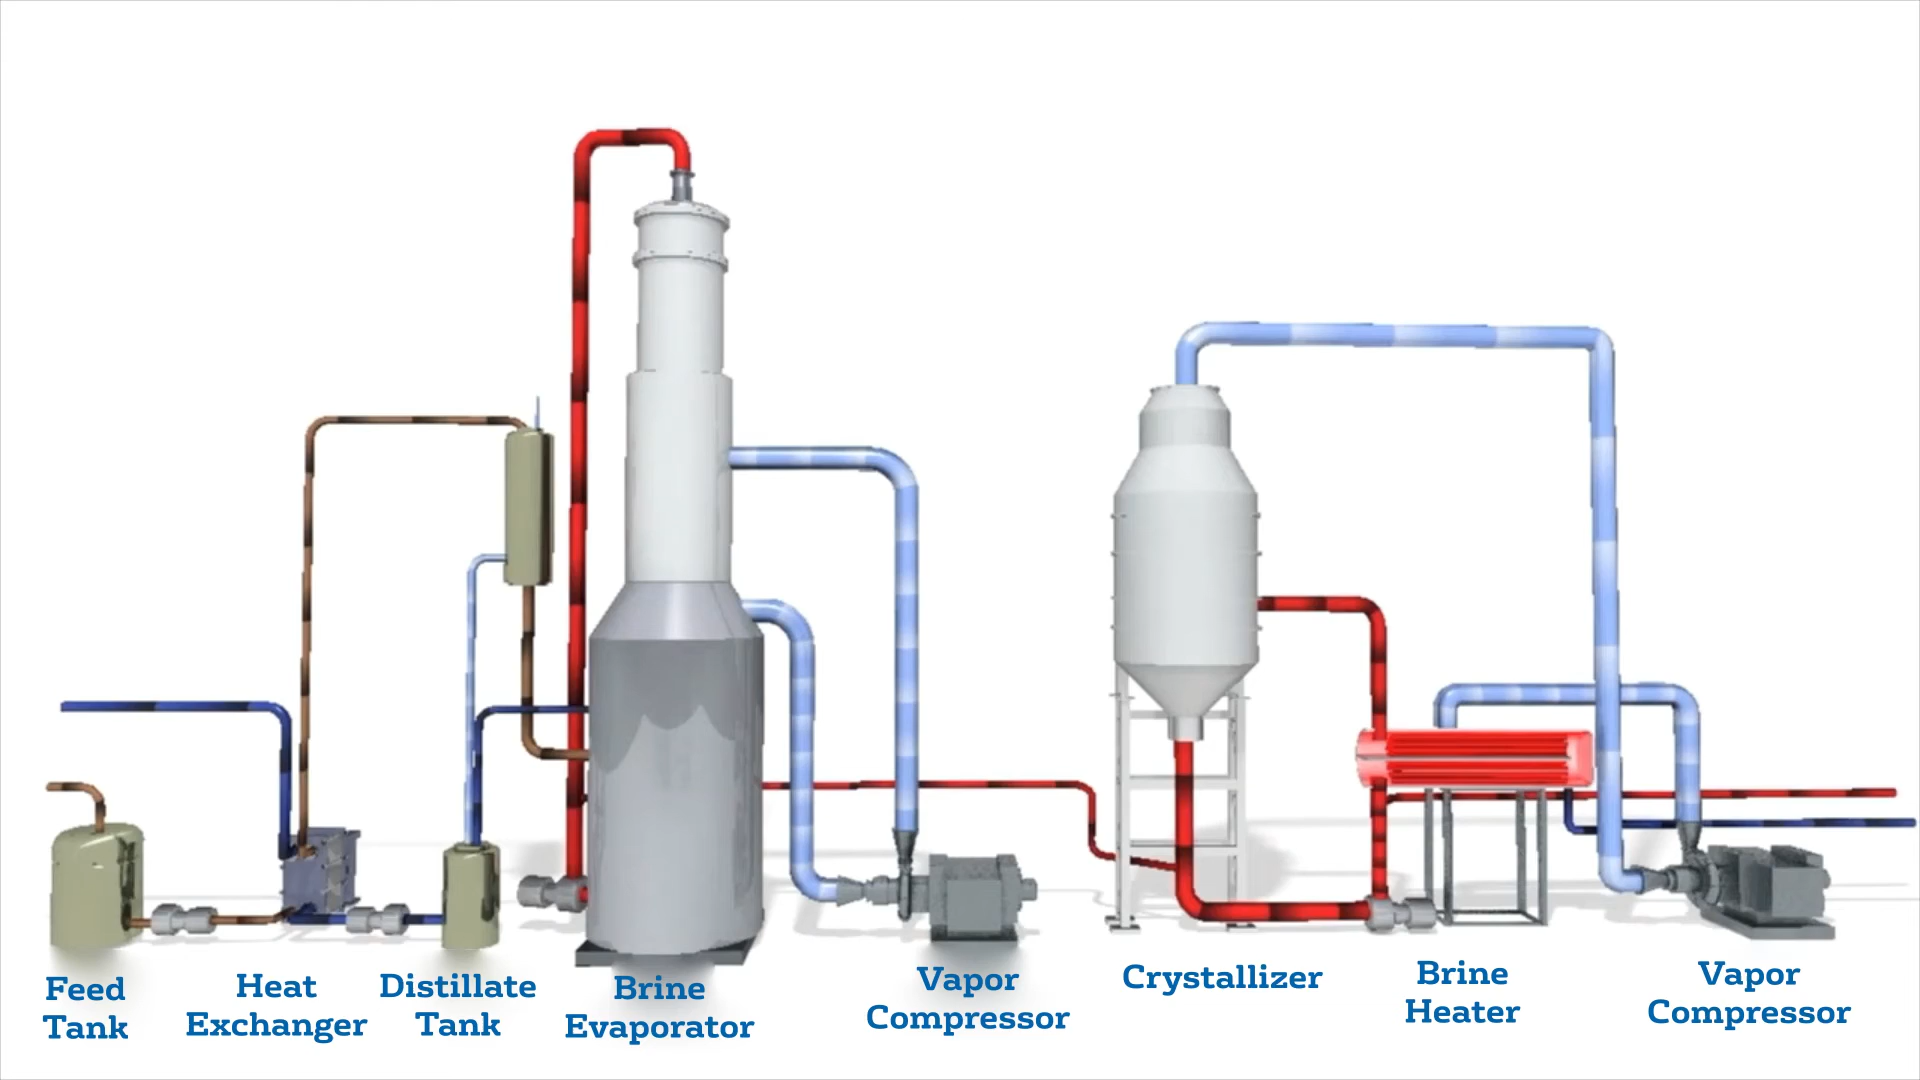 Feed
Tank
Heat
Exchanger
Distillate
Tank
Brine
Evaporator
Vapor
Compressor
Crystallizer
Brine
Heater
Vapor
Compressor